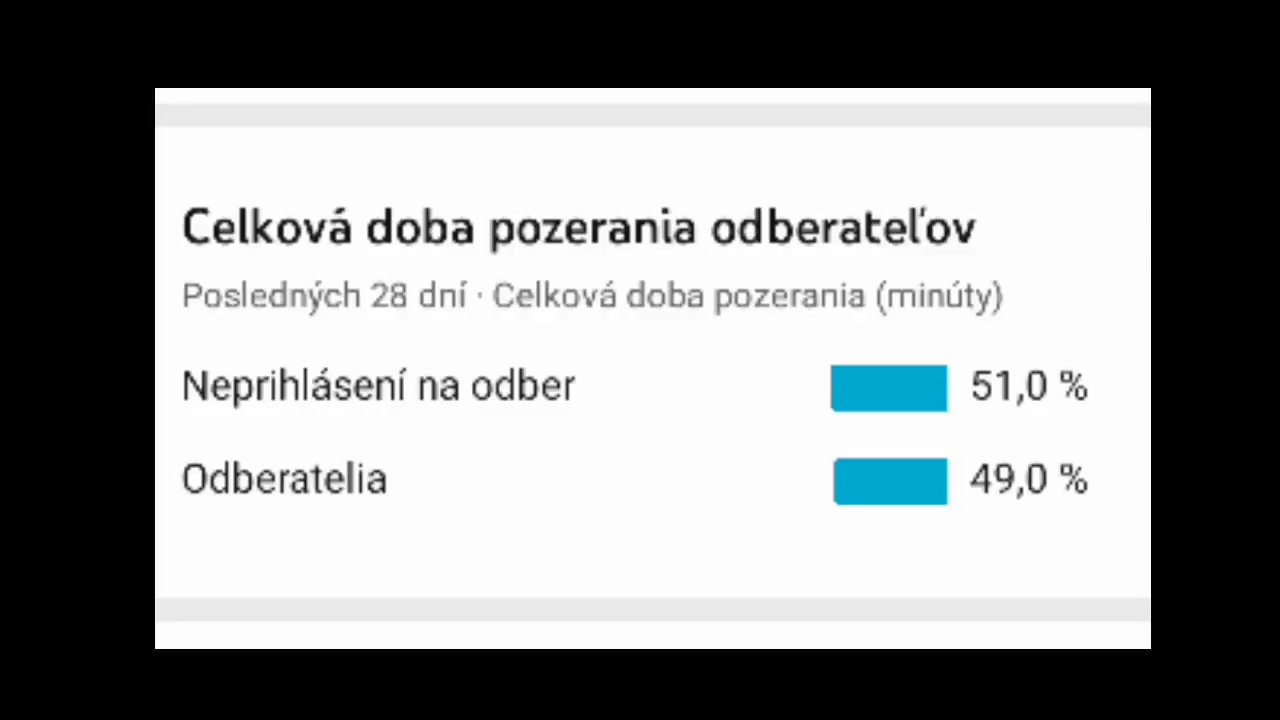 Celková doba pozerania odberateľov
Posledných 28 dní · Celková doba pozerania (minúty)
Neprihlásení na odber 51,0 %
Odberatelia 49,0 %